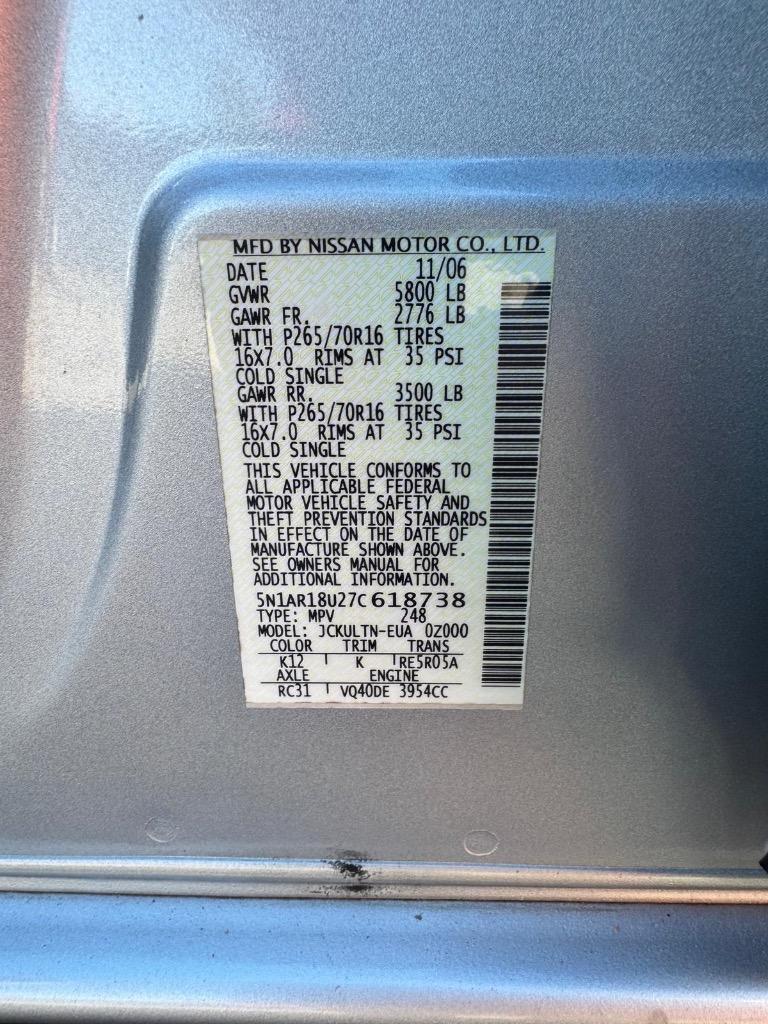 MFD BY NISSAN MOTOR CO., LTD.
DATE 11/06
GVWR 5800 LB
GAWR FR. 2776 LB
WITH P265/70R16 TIRES
16X7.0 RIMS AT 35 PSI
COLD SINGLE
GAWR RR. 3500 LB
WITH P265/70R16 TIRES
16X7.0 RIMS AT 35 PSI
COLD SINGLE
THIS VEHICLE CONFORMS TO
ALL APPLICABLE FEDERAL
MOTOR VEHICLE SAFETY AND
THEFT PREVENTION STANDARDS
IN EFFECT ON THE DATE OF
MANUFACTURE SHOWN ABOVE.
SEE OWNERS MANUAL FOR
ADDITIONAL INFORMATION.
5N1AR18U27C618738
TYPE: MPV 248
MODEL: JCKULTN-EUA 0Z000
COLOR TRIM TRANS
K12 K RE5R05A
AXLE ENGINE
RC31 VQ40DE 3954CC